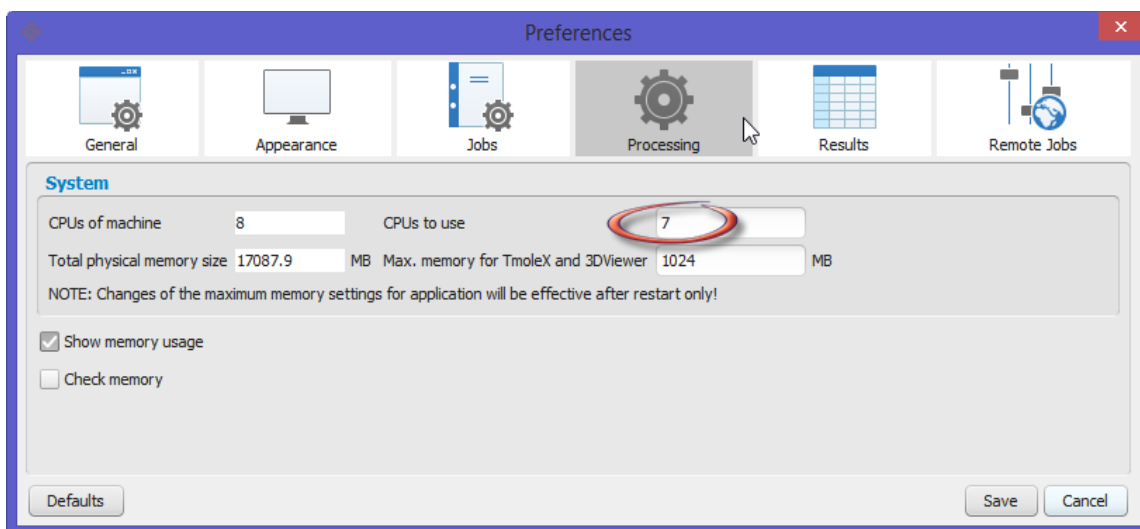 Preferences
General Appearance Jobs Processing Results Remote Jobs
System
CPUs of machine 8 CPUs to use 7
Total physical memory size 17087.9 MB Max. memory for TmoleX and 3DViewer 1024 MB
NOTE: Changes of the maximum memory settings for application will be effective after restart only!
Show memory usage
Check memory
Defaults Save Cancel